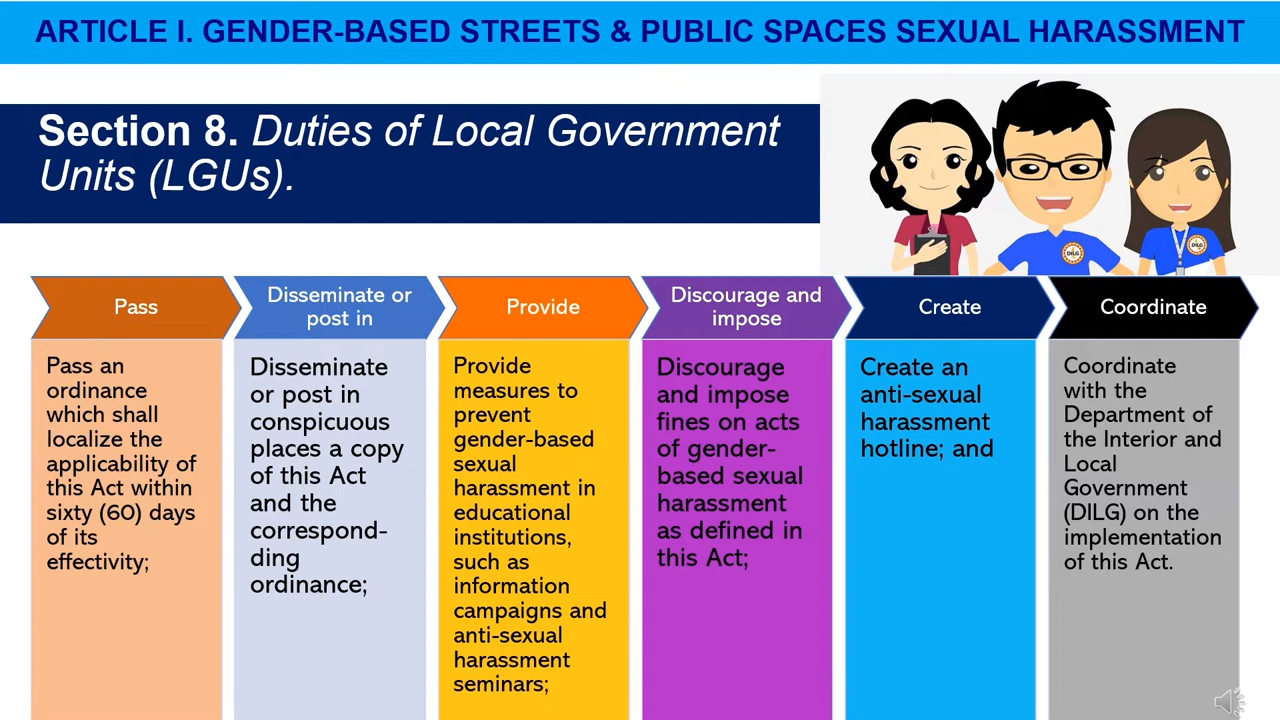 ARTICLE I. GENDER-BASED STREETS & PUBLIC SPACES SEXUAL HARASSMENT
Section 8. Duties of Local Government
Units (LGUs).
DILG
DILG
Pass
Disseminate or
post in
Provide
Discourage and
impose
Create
Coordinate
Pass an
ordinance
which shall
localize the
applicability of
this Act within
sixty (60) days
of its
effectivity;
Disseminate
or post in
conspicuous
places a copy
of this Act
and the
correspond-
ding
ordinance;
Provide
measures to
prevent
gender-based
sexual
harassment in
educational
institutions,
such as
information
campaigns and
anti-sexual
harassment
seminars;
Discourage
and impose
fines on acts
of gender-
based sexual
harassment
as defined in
this Act;
Create an
anti-sexual
harassment
hotline; and
Coordinate
with the
Department of
the Interior and
Local
Government
(DILG) on the
implementation
of this Act.